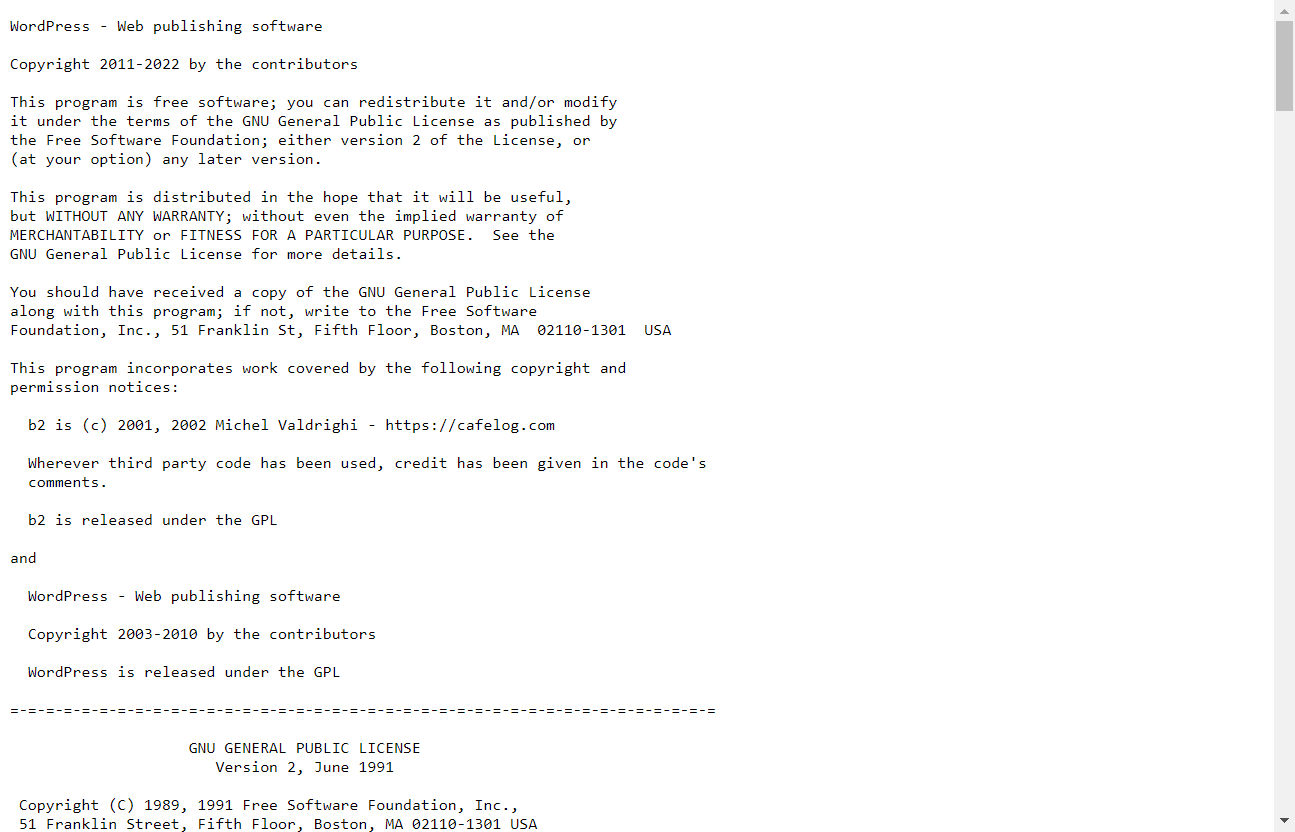 WordPress - Web publishing software
Copyright 2011-2022 by the contributors
This program is free software; you can redistribute it and/or modify
it under the terms of the GNU General Public License as published by
the Free Software Foundation; either version 2 of the License, or
(at your option) any later version.
This program is distributed in the hope that it will be useful,
but WITHOUT ANY WARRANTY; without even the implied warranty of
MERCHANTABILITY or FITNESS FOR A PARTICULAR PURPOSE.  See the
GNU General Public License for more details.
You should have received a copy of the GNU General Public License
along with this program; if not, write to the Free Software
Foundation, Inc., 51 Franklin St, Fifth Floor, Boston, MA  02110-1301  USA
This program incorporates work covered by the following copyright and
permission notices:
b2 is (c) 2001, 2002 Michel Valdrighi - https://cafelog.com
Wherever third party code has been used, credit has been given in the code's
comments.
b2 is released under the GPL
and
WordPress - Web publishing software
Copyright 2003-2010 by the contributors
WordPress is released under the GPL
=-=-=-=-=-=-=-=-=-=-=-=-=-=-=-=-=-=-=-=-=-=-=-=-=-=-=-=-=-=-=-=-=-=-=-=-=-=-=-=
GNU GENERAL PUBLIC LICENSE
Version 2, June 1991
Copyright (C) 1989, 1991 Free Software Foundation, Inc.,
51 Franklin Street, Fifth Floor, Boston, MA 02110-1301 USA